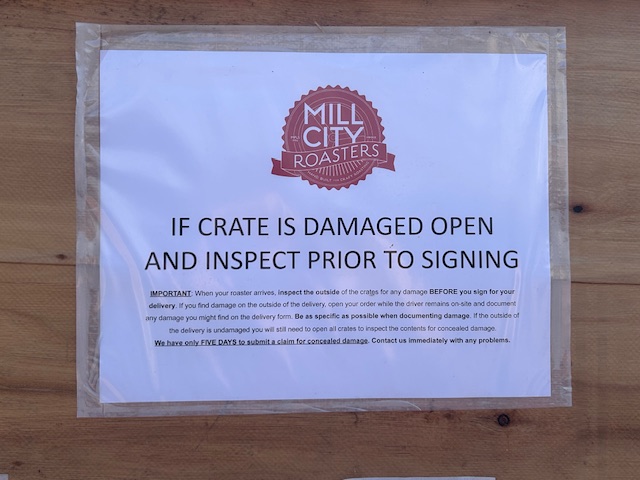 MILL
CITY
ROASTERS
IF CRATE IS DAMAGED OPEN
AND INSPECT PRIOR TO SIGNING
IMPORTANT: When your roaster arrives, inspect the outside of the crates for any damage BEFORE you sign for your
delivery. If you find damage on the outside of the delivery, open your order while the driver remains on-site and document
any damage you might find on the delivery form. Be as specific as possible when documenting damage. If the outside of
the delivery is undamaged you will still need to open all crates to inspect the contents for concealed damage.
We have only FIVE DAYS to submit a claim for concealed damage. Contact us immediately with any problems.